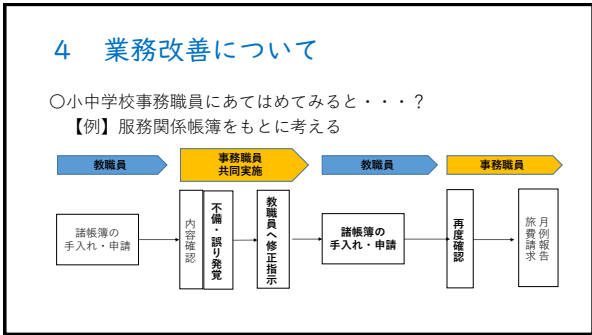 4　業務改善について
○小中学校事務職員にあてはめてみると・・・？
【例】服務関係帳簿をもとに考える
教職員
事務職員
共同実施
教職員
事務職員
諸帳簿の
手入れ・申請
内容確認
不備・誤り発覚
教職員へ修正指示
諸帳簿の
手入れ・申請
再度確認
月例報告
旅費請求